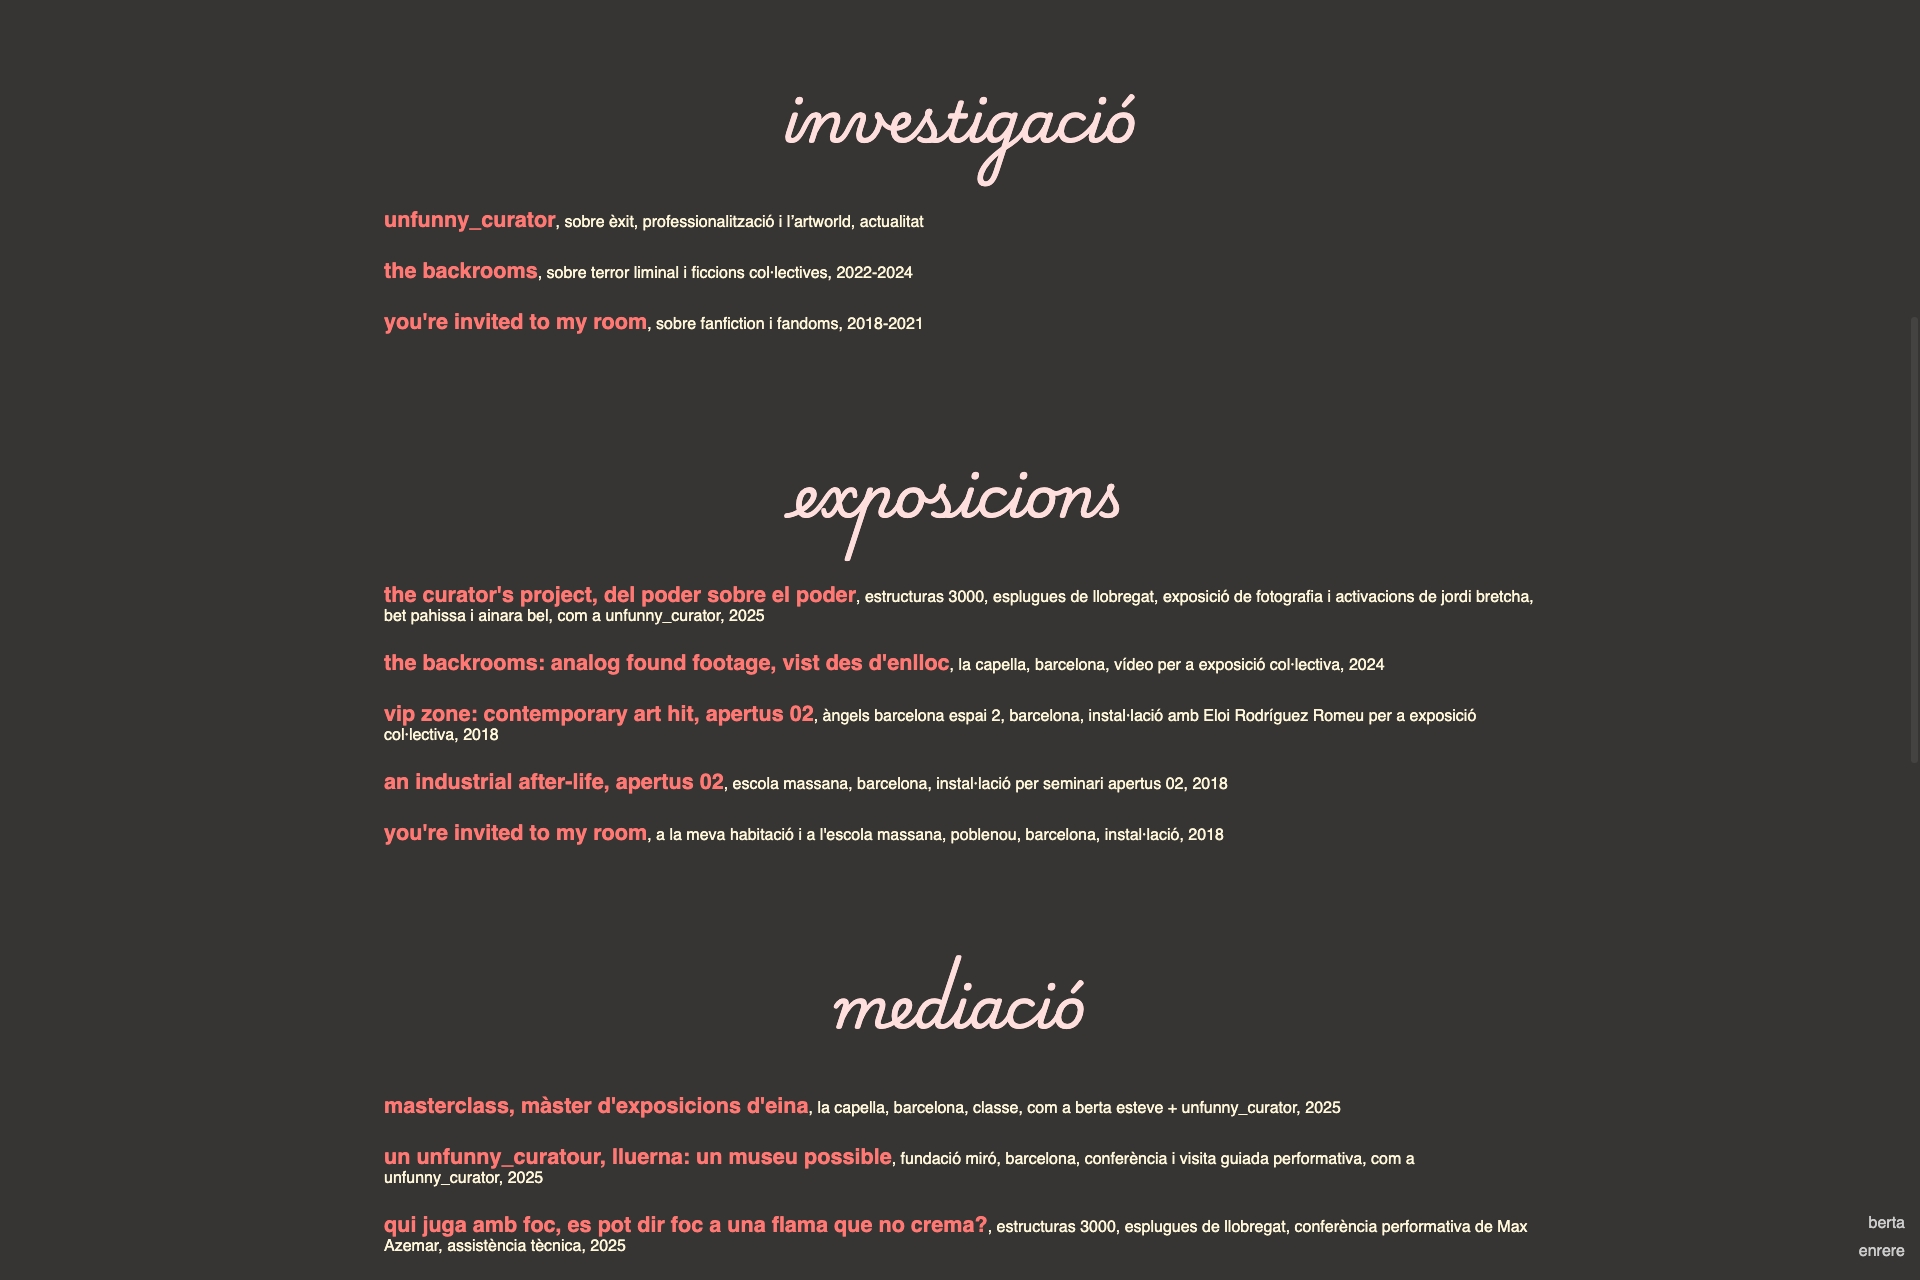 investigació
unfunny_curator, sobre èxit, professionalització i l’artworld, actualitat
the backrooms, sobre terror liminal i ficcions col·lectives, 2022-2024
you're invited to my room, sobre fanfiction i fandoms, 2018-2021
exposicions
the curator's project, del poder sobre el poder, estructuras 3000, esplugues de llobregat, exposició de fotografia i activacions de jordi bretcha,
bet pahissa i ainara bel, com a unfunny_curator, 2025
the backrooms: analog found footage, vist des d'enlloc, la capella, barcelona, vídeo per a exposició col·lectiva, 2024
vip zone: contemporary art hit, apertus 02, àngels barcelona espai 2, barcelona, instal·lació amb Eloi Rodríguez Romeu per a exposició
col·lectiva, 2018
an industrial after-life, apertus 02, escola massana, barcelona, instal·lació per seminari apertus 02, 2018
you're invited to my room, a la meva habitació i a l'escola massana, poblenou, barcelona, instal·lació, 2018
mediació
masterclass, màster d'exposicions d'eina, la capella, barcelona, classe, com a berta esteve + unfunny_curator, 2025
un unfunny_curatour, lluerna: un museu possible, fundació miró, barcelona, conferència i visita guiada performativa, com a
unfunny_curator, 2025
qui juga amb foc, es pot dir foc a una flama que no crema?, estructuras 3000, esplugues de llobregat, conferència performativa de Max
Azemar, assistència tècnica, 2025
berta
enrere